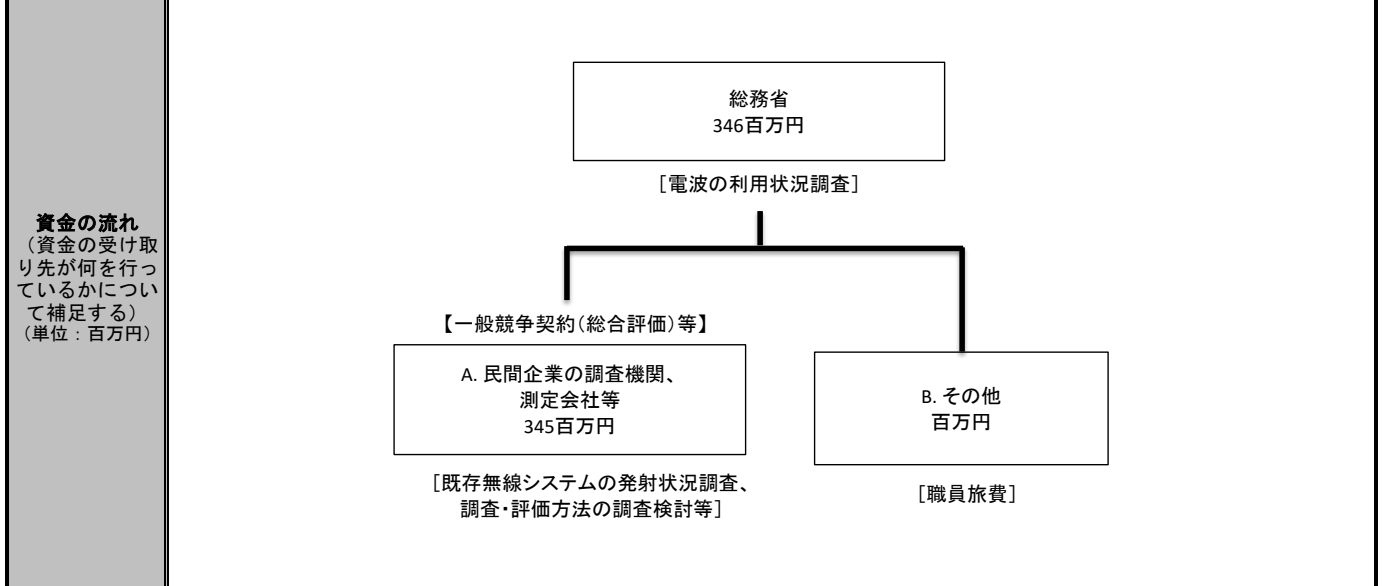 資金の流れ
（資金の受け取
り先が何を行っ
ているかについ
て補足する）
（単位：百万円）
総務省
346百万円
［電波の利用状況調査］
【一般競争契約（総合評価）等】
A. 民間企業の調査機関、
測定会社等
345百万円
［既存無線システムの発射状況調査、
調査・評価方法の調査検討等］
B. その他
百万円
［職員旅費］